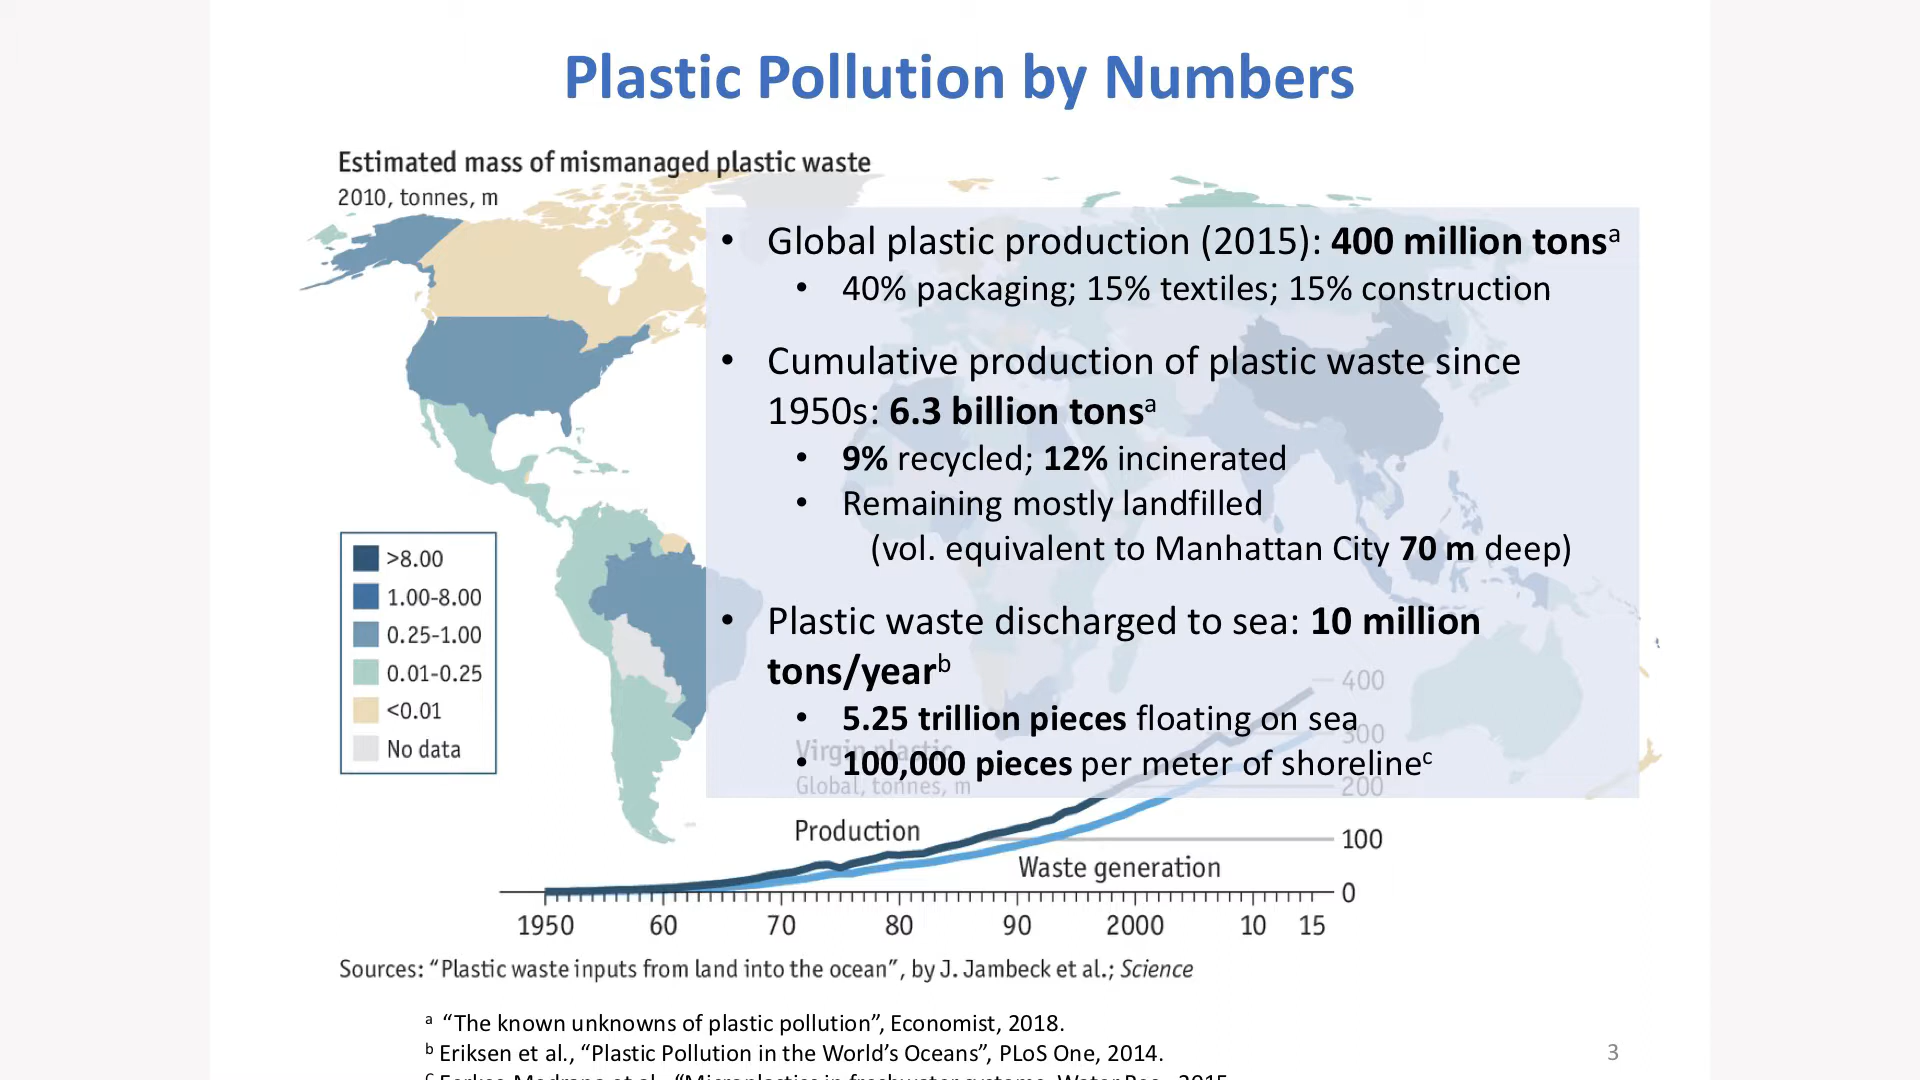 Plastic Pollution by Numbers
Estimated mass of mismanaged plastic waste
2010, tonnes, m
• Global plastic production (2015): 400 million tonsᵃ
• 40% packaging; 15% textiles; 15% construction
• Cumulative production of plastic waste since
1950s: 6.3 billion tonsᵃ
• 9% recycled; 12% incinerated
• Remaining mostly landfilled
(vol. equivalent to Manhattan City 70 m deep)
• Plastic waste discharged to sea: 10 million
tons/yearᵇ
• 5.25 trillion pieces floating on sea
• 100,000 pieces per meter of shorelineᶜ
>8.00
1.00-8.00
0.25-1.00
0.01-0.25
<0.01
No data
Virgin plastic
Global, tonnes, m
400
300
200
100
0
Production
Waste generation
1950 60 70 80 90 2000 10 15
Sources: “Plastic waste inputs from land into the ocean”, by J. Jambeck et al.; Science
ᵃ “The known unknowns of plastic pollution”, Economist, 2018.
ᵇ Eriksen et al., “Plastic Pollution in the World’s Oceans”, PLoS One, 2014.
3